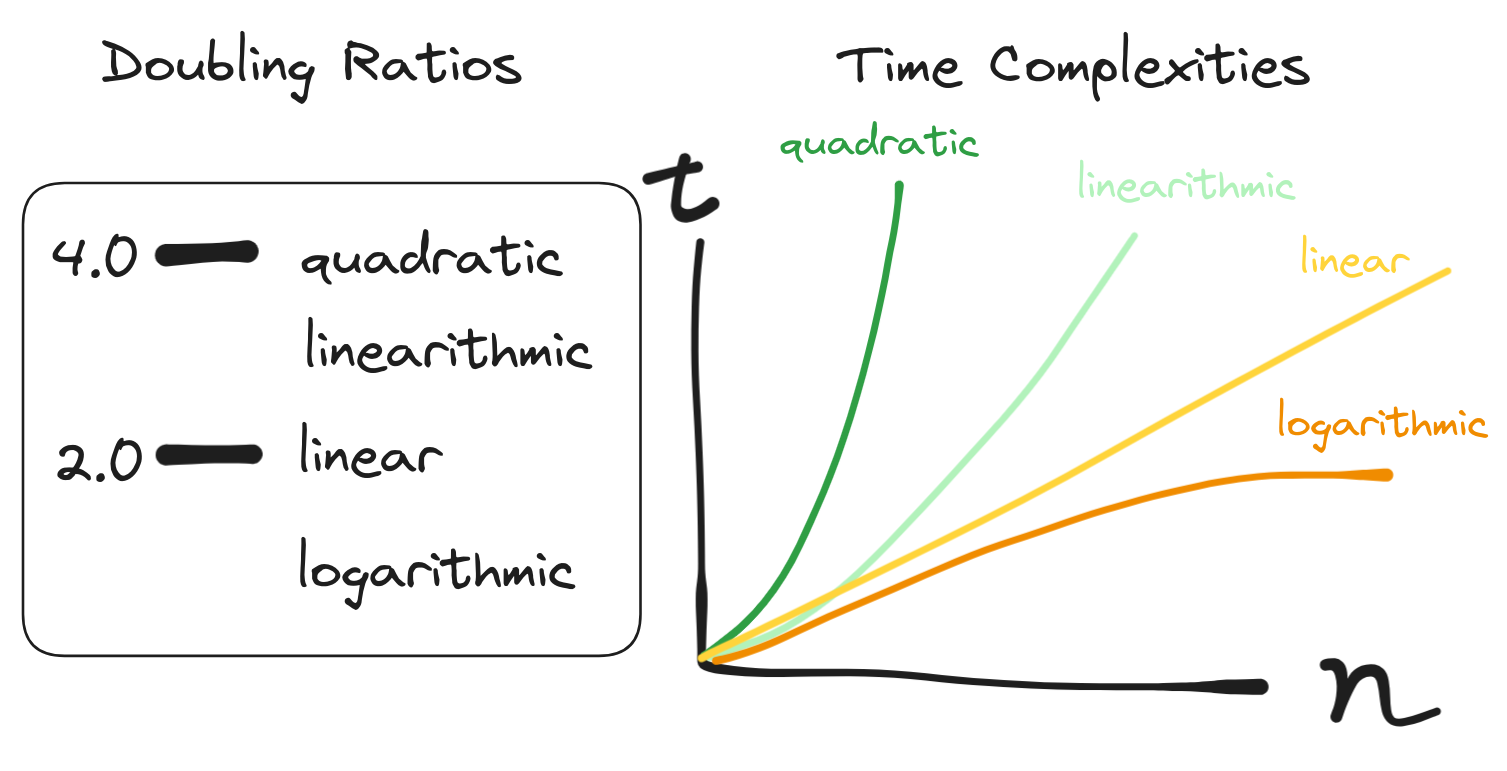 Doubling Ratios
4.0 quadratic
linearithmic
2.0 linear
logarithmic
Time Complexities
t
quadratic
linearithmic
linear
logarithmic
n